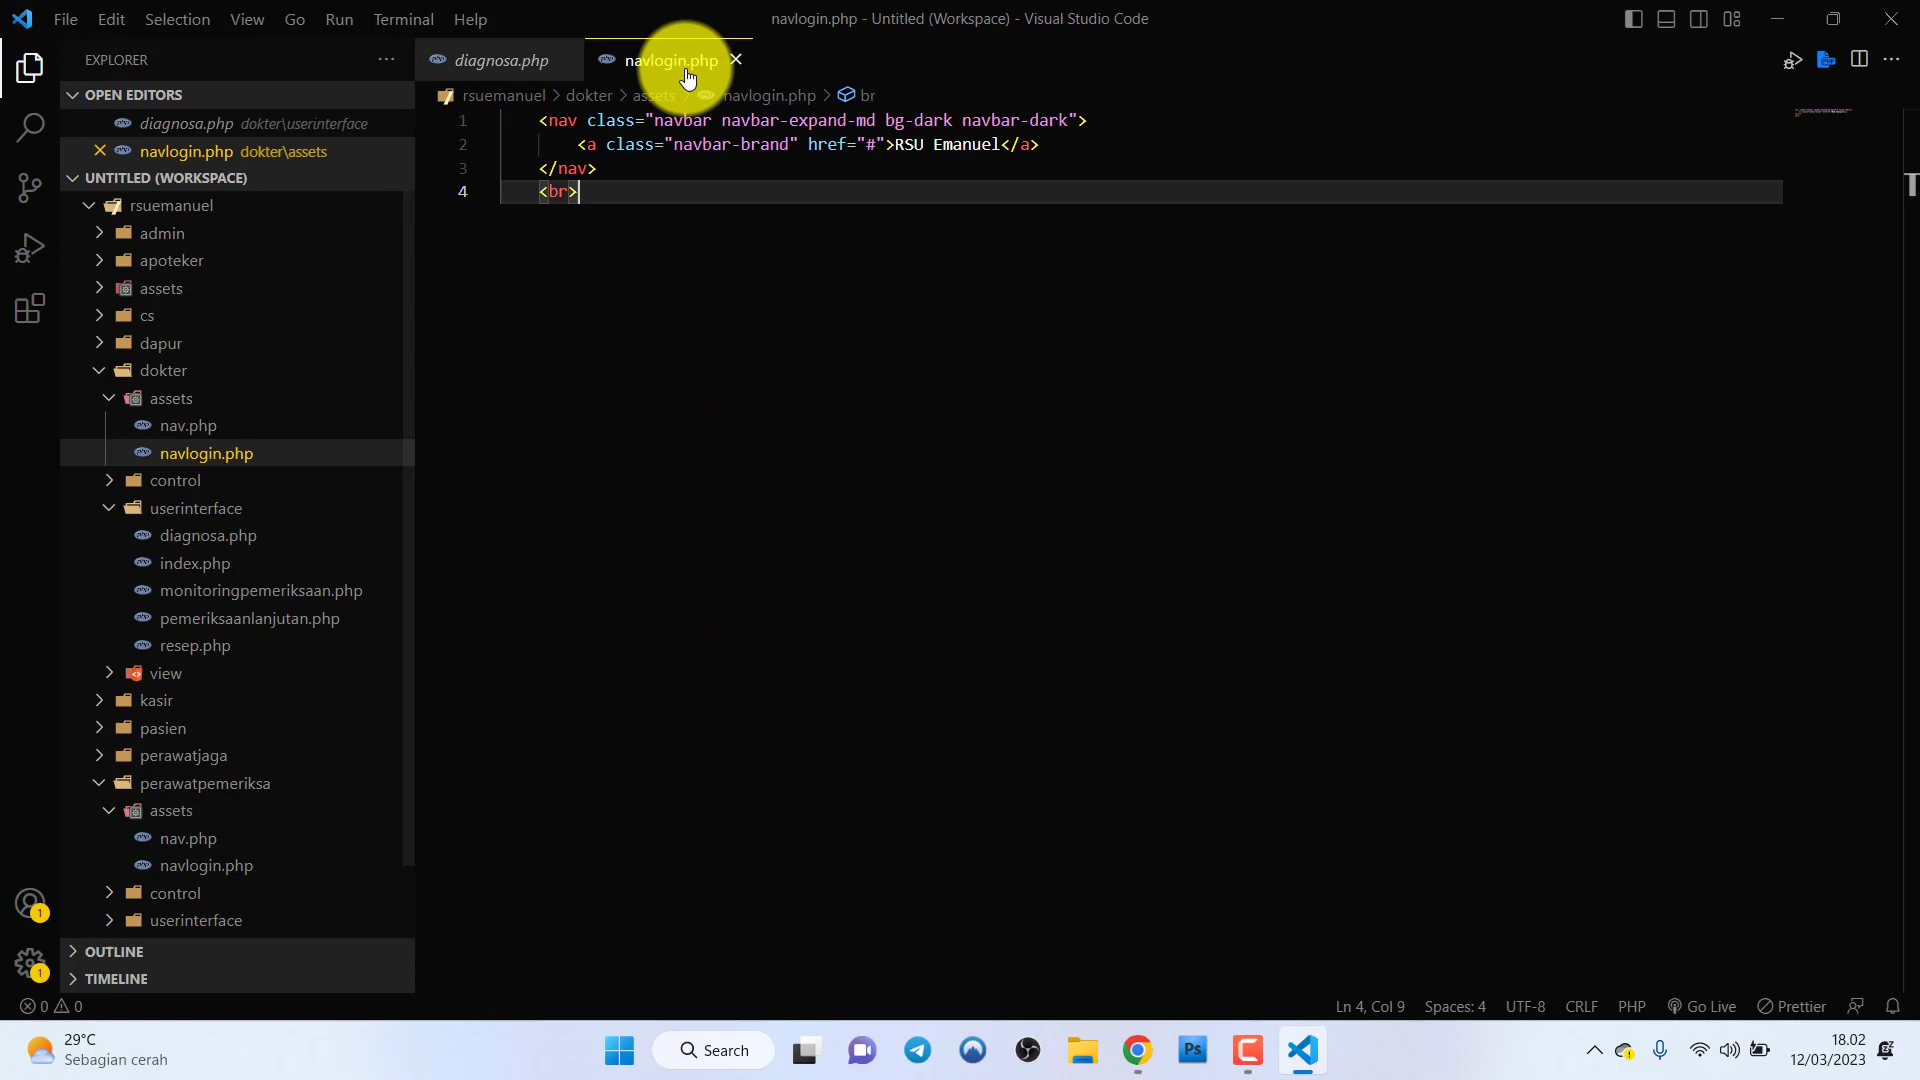 File Edit Selection View Go Run Terminal Help
navlogin.php - Untitled (Workspace) - Visual Studio Code
EXPLORER
diagnosa.php
navlogin.php
OPEN EDITORS
rsuemanuel > dokter > assets > navlogin.php > br
diagnosa.php dokter\userinterface
navlogin.php dokter\assets
UNTITLED (WORKSPACE)
1 <nav class="navbar navbar-expand-md bg-dark navbar-dark">
2 <a class="navbar-brand" href="#">RSU Emanuel</a>
3 </nav>
4 <br>
rsuemanuel
admin
apoteker
assets
cs
dapur
dokter
assets
nav.php
navlogin.php
control
userinterface
diagnosa.php
index.php
monitoringpemeriksaan.php
pemeriksaanlanjutan.php
resep.php
view
kasir
pasien
perawatjaga
perawatpemeriksa
assets
nav.php
navlogin.php
control
userinterface
OUTLINE
TIMELINE
1
1
0 0
Ln 4, Col 9 Spaces: 4 UTF-8 CRLF PHP Go Live Prettier
29°C
Sebagian cerah
Search
Ps
18.02
12/03/2023